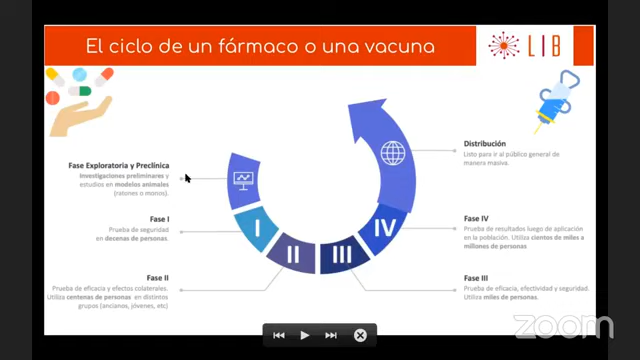 El ciclo de un fármaco o una vacuna
LIB
Fase Exploratoria y Preclínica
Investigaciones preliminares y
estudios en modelos animales
(ratones o monos).
Fase I
Prueba de seguridad
en decenas de personas.
Fase II
Prueba de eficacia y efectos colaterales.
Utiliza centenas de personas en distintos
grupos (ancianos, jóvenes, etc)
I
II
III
IV
Distribución
Listo para ir al público general de
manera masiva.
Fase IV
Prueba de resultados luego de aplicación
en la población. Utiliza cientos de miles a
millones de personas
Fase III
Prueba de eficacia, efectividad y seguridad.
Utiliza miles de personas.
zoom